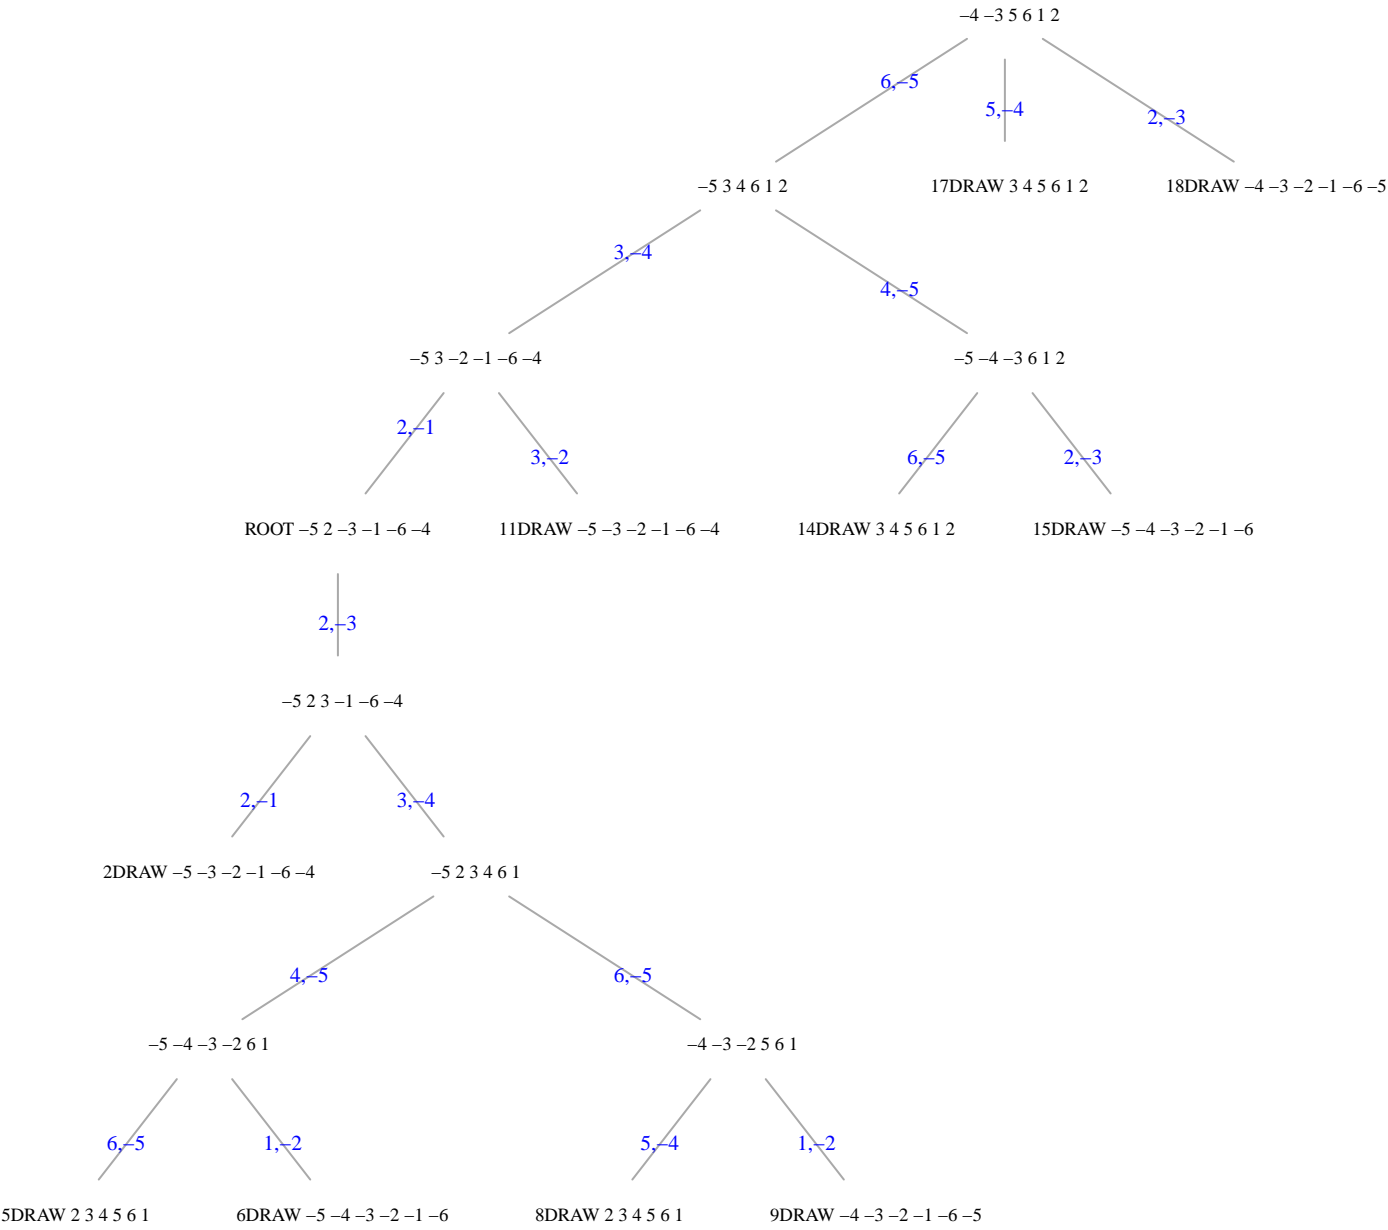 –4 –3 5 6 1 2
6,–5
5,–4
2,–3
–5 3 4 6 1 2
17DRAW 3 4 5 6 1 2
18DRAW –4 –3 –2 –1 –6 –5
3,–4
4,–5
–5 3 –2 –1 –6 –4
–5 –4 –3 6 1 2
2,–1
3,–2
6,–5
2,–3
ROOT –5 2 –3 –1 –6 –4
11DRAW –5 –3 –2 –1 –6 –4
14DRAW 3 4 5 6 1 2
15DRAW –5 –4 –3 –2 –1 –6
2,–3
–5 2 3 –1 –6 –4
2,–1
3,–4
2DRAW –5 –3 –2 –1 –6 –4
–5 2 3 4 6 1
4,–5
6,–5
–5 –4 –3 –2 6 1
–4 –3 –2 5 6 1
6,–5
1,–2
5,–4
1,–2
5DRAW 2 3 4 5 6 1
6DRAW –5 –4 –3 –2 –1 –6
8DRAW 2 3 4 5 6 1
9DRAW –4 –3 –2 –1 –6 –5